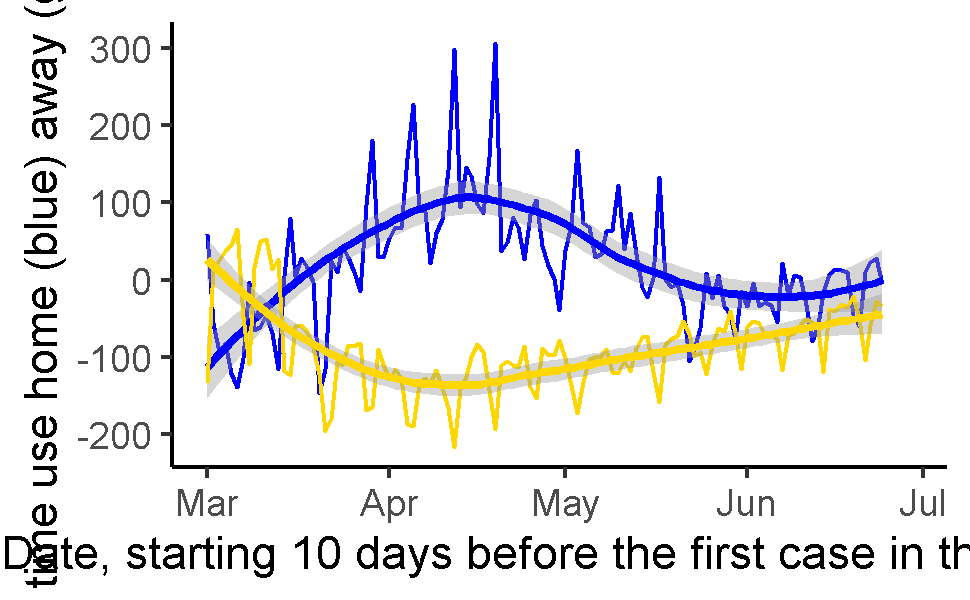 time use home (blue) away (
300
200
100
0
-100
-200
Mar Apr May Jun Jul
Date, starting 10 days before the first case in th